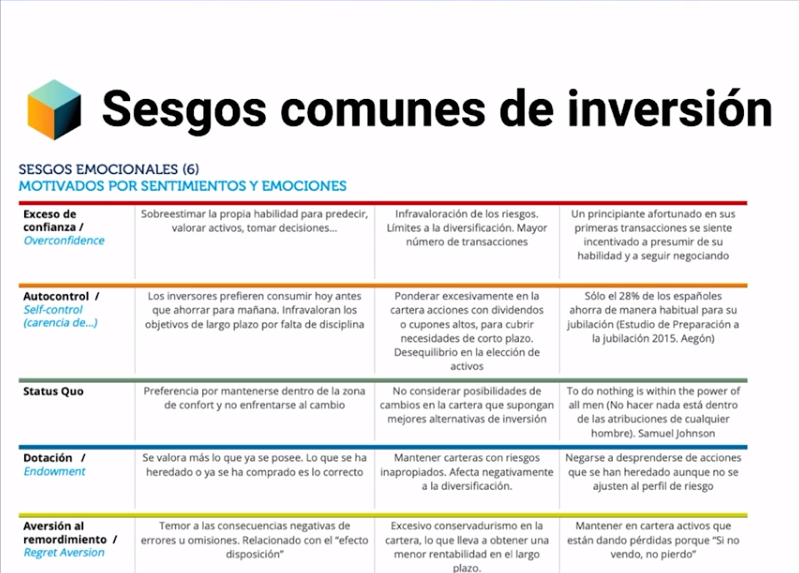 Sesgos comunes de inversión
SESGOS EMOCIONALES (6)
MOTIVADOS POR SENTIMIENTOS Y EMOCIONES
Exceso de
confianza /
Overconfidence
Sobreestimar la propia habilidad para predecir,
valorar activos, tomar decisiones...
Infravaloración de los riesgos.
Límites a la diversificación. Mayor
número de transacciones
Un principiante afortunado en sus
primeras transacciones se siente
incentivado a presumir de su
habilidad y a seguir negociando
Autocontrol /
Self-control
(carencia de...)
Los inversores prefieren consumir hoy antes
que ahorrar para mañana. Infravaloran los
objetivos de largo plazo por falta de disciplina
Ponderar excesivamente en la
cartera acciones con dividendos
o cupones altos, para cubrir
necesidades de corto plazo.
Desequilibrio en la elección de
activos
Sólo el 28% de los españoles
ahorra de manera habitual para su
jubilación (Estudio de Preparación a
la jubilación 2015. Aegón)
Status Quo
Preferencia por mantenerse dentro de la zona
de confort y no enfrentarse al cambio
No considerar posibilidades de
cambios en la cartera que supongan
mejores alternativas de inversión
To do nothing is within the power of
all men (No hacer nada está dentro
de las atribuciones de cualquier
hombre). Samuel Johnson
Dotación /
Endowment
Se valora más lo que ya se posee. Lo que se ha
heredado o ya se ha comprado es lo correcto
Mantener carteras con riesgos
inapropiados. Afecta negativamente
a la diversificación.
Negarse a desprenderse de acciones
que se han heredado aunque no se
ajusten al perfil de riesgo
Aversión al
remordimiento /
Regret Aversion
Temor a las consecuencias negativas de
errores u omisiones. Relacionado con el "efecto
disposición"
Excesivo conservadurismo en la
cartera, lo que lleva a obtener una
menor rentabilidad en el largo
plazo.
Mantener en cartera activos que
están dando pérdidas porque "Si no
vendo, no pierdo"